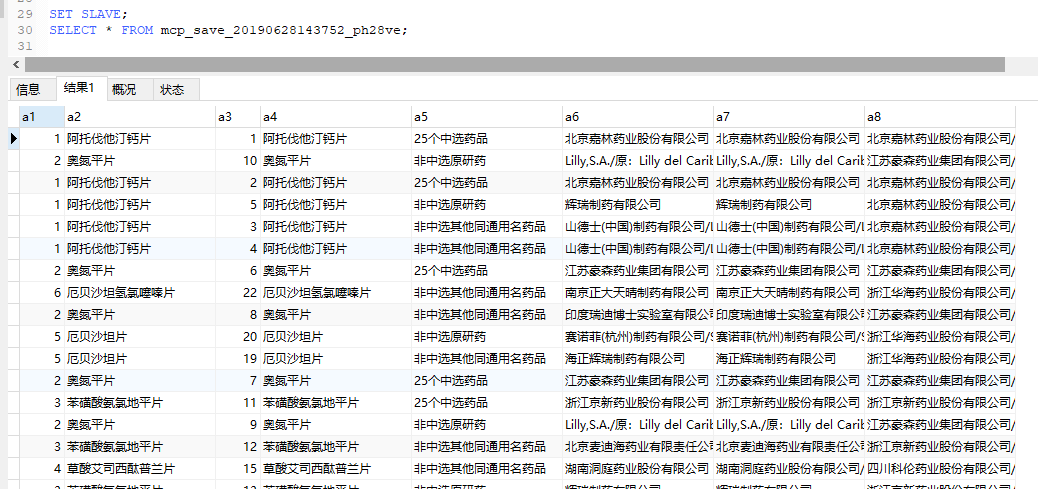 29 SET SLAVE;
30 SELECT * FROM mcp_save_20190628143752_ph28ve;
31
信息 结果1 概况 状态
a1 a2 a3 a4 a5 a6 a7 a8
1 阿托伐他汀钙片 1 阿托伐他汀钙片 25个中选药品 北京嘉林药业股份有限公司 北京嘉林药业股份有限公司 北京嘉林药业股份有限公司/
2 奥氮平片 10 奥氮平片 非中选原研药 Lilly,S.A./原：Lilly del Carib Lilly,S.A./原：Lilly del Carib 江苏豪森药业集团有限公司/
1 阿托伐他汀钙片 2 阿托伐他汀钙片 25个中选药品 北京嘉林药业股份有限公司 北京嘉林药业股份有限公司 北京嘉林药业股份有限公司/
1 阿托伐他汀钙片 5 阿托伐他汀钙片 非中选原研药 辉瑞制药有限公司 辉瑞制药有限公司 北京嘉林药业股份有限公司/
1 阿托伐他汀钙片 3 阿托伐他汀钙片 非中选其他同通用名药品 山德士(中国)制药有限公司/ 山德士(中国)制药有限公司/ 北京嘉林药业股份有限公司/
1 阿托伐他汀钙片 4 阿托伐他汀钙片 非中选其他同通用名药品 山德士(中国)制药有限公司/ 山德士(中国)制药有限公司/ 北京嘉林药业股份有限公司/
2 奥氮平片 6 奥氮平片 25个中选药品 江苏豪森药业集团有限公司 江苏豪森药业集团有限公司 江苏豪森药业集团有限公司/
6 厄贝沙坦氢氯噻嗪片 22 厄贝沙坦氢氯噻嗪片 非中选其他同通用名药品 南京正大天晴制药有限公司 南京正大天晴制药有限公司 浙江华海药业股份有限公司/
2 奥氮平片 8 奥氮平片 非中选其他同通用名药品 印度瑞迪博士实验室有限公 印度瑞迪博士实验室有限公 江苏豪森药业集团有限公司/
5 厄贝沙坦片 20 厄贝沙坦片 非中选原研药 赛诺菲(杭州)制药有限公司/S 赛诺菲(杭州)制药有限公司/S 浙江华海药业股份有限公司/
5 厄贝沙坦片 19 厄贝沙坦片 非中选其他同通用名药品 海正辉瑞制药有限公司 海正辉瑞制药有限公司 浙江华海药业股份有限公司/
2 奥氮平片 7 奥氮平片 25个中选药品 江苏豪森药业集团有限公司 江苏豪森药业集团有限公司 江苏豪森药业集团有限公司/
3 苯磺酸氨氯地平片 11 苯磺酸氨氯地平片 25个中选药品 浙江京新药业股份有限公司 浙江京新药业股份有限公司 浙江京新药业股份有限公司/
2 奥氮平片 9 奥氮平片 非中选原研药 Lilly,S.A./原：Lilly del Carib Lilly,S.A./原：Lilly del Carib 江苏豪森药业集团有限公司/
3 苯磺酸氨氯地平片 12 苯磺酸氨氯地平片 非中选其他同通用名药品 北京麦迪海药业有限责任公 北京麦迪海药业有限责任公 浙江京新药业股份有限公司/
4 草酸艾司西酞普兰片 15 草酸艾司西酞普兰片 非中选其他同通用名药品 湖南洞庭药业股份有限公司 湖南洞庭药业股份有限公司/ 四川科伦药业股份有限公司/